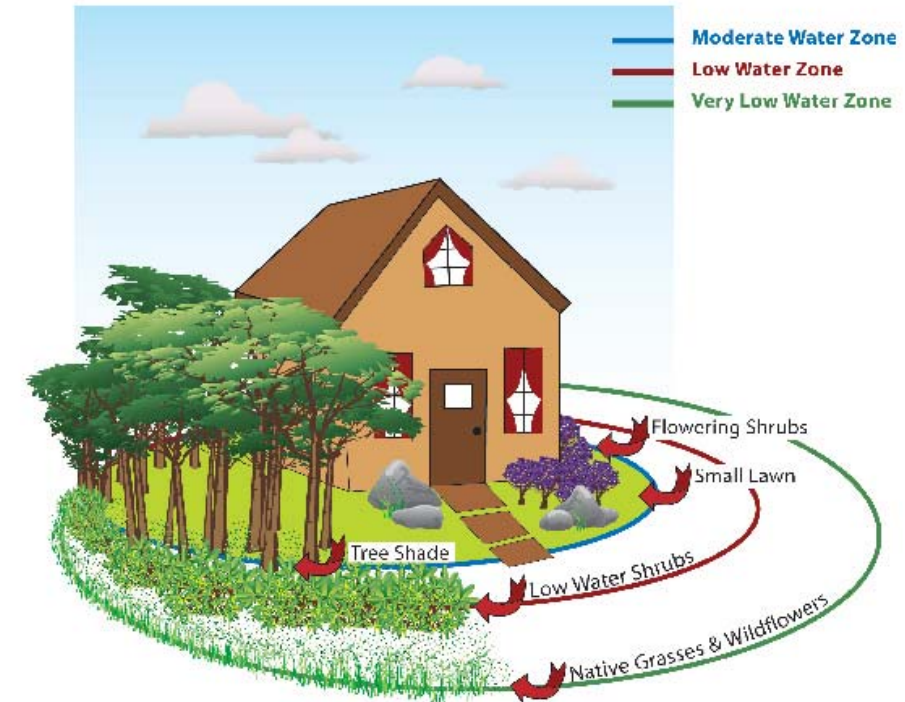 Moderate Water Zone
Low Water Zone
Very Low Water Zone
Flowering Shrubs
Small Lawn
Tree Shade
Low Water Shrubs
Native Grasses & Wildflowers